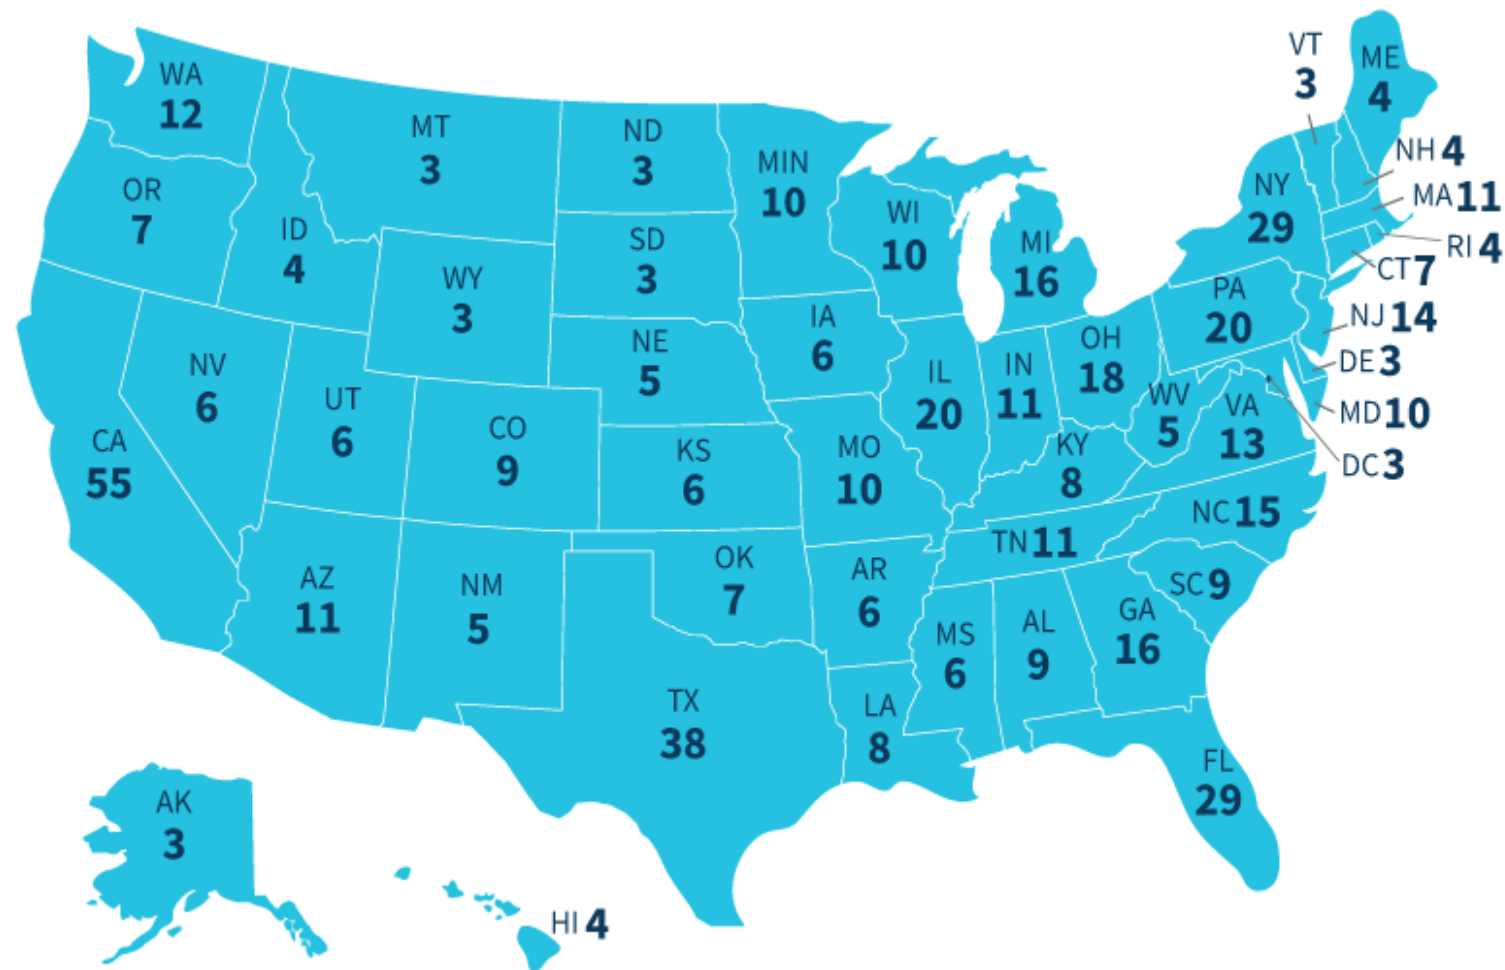 WA
12
OR
7
CA
55
NV
6
ID
4
MT
3
WY
3
UT
6
AZ
11
CO
9
NM
5
ND
3
SD
3
NE
5
KS
6
OK
7
TX
38
MIN
10
IA
6
MO
10
AR
6
LA
8
WI
10
IL
20
MI
16
IN
11
OH
18
KY
8
TN 11
MS
6
AL
9
GA
16
FL
29
SC 9
NC 15
WV
5
VA
13
PA
20
NY
29
VT
3
ME
4
NH 4
MA 11
RI 4
CT 7
NJ 14
DE 3
MD 10
DC 3
AK
3
HI 4